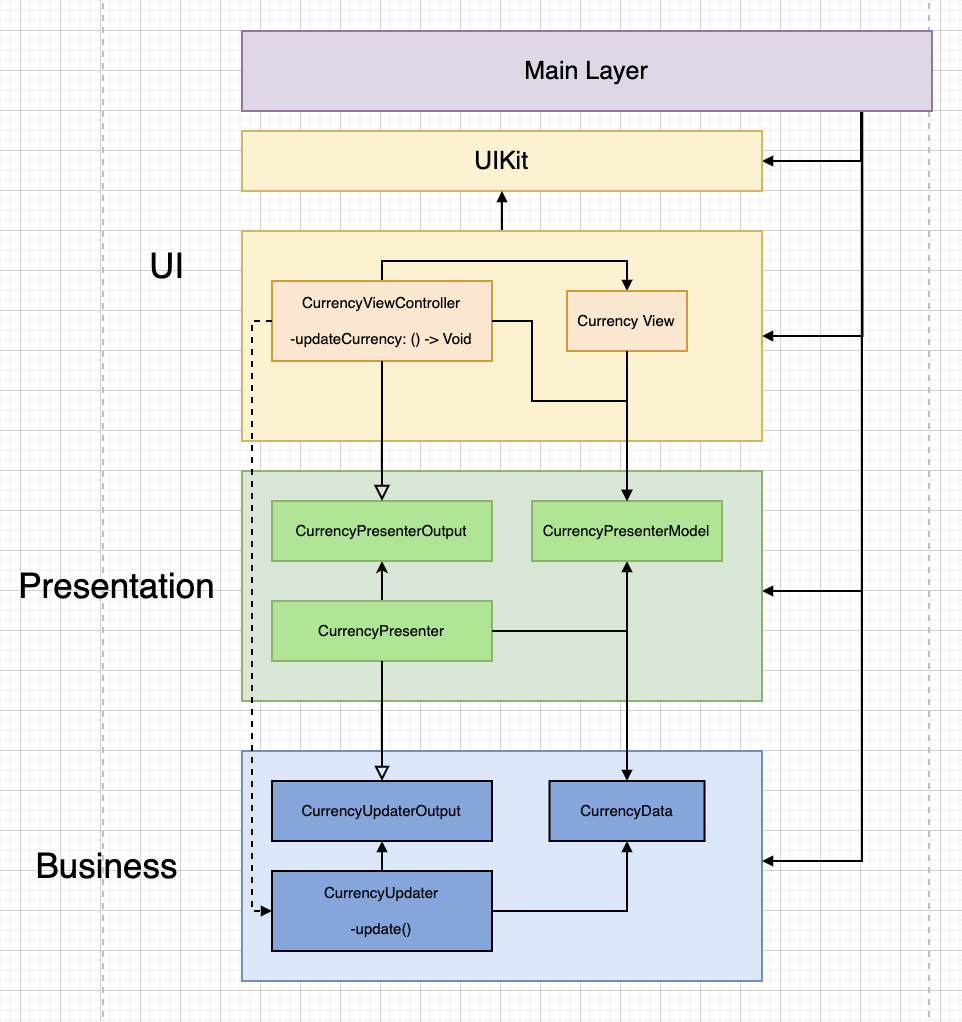 Main Layer
UIKit
UI
CurrencyViewController
-updateCurrency: () -> Void
Currency View
CurrencyPresenterOutput
CurrencyPresenterModel
Presentation
CurrencyPresenter
CurrencyUpdaterOutput
CurrencyData
Business
CurrencyUpdater
-update()